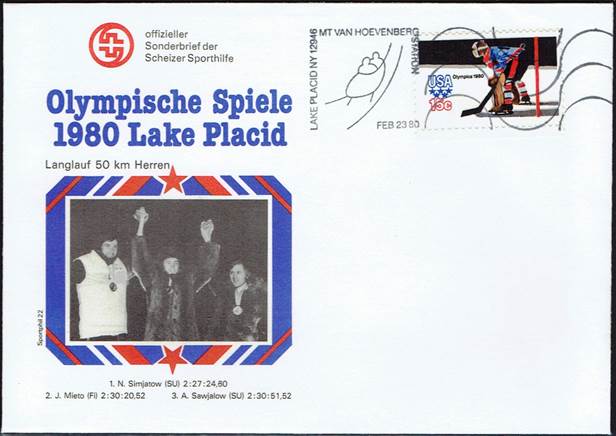 offizieller
Sonderbrief der
Scheizer Sporthilfe
Olympische Spiele
1980 Lake Placid
Langlauf 50 km Herren
Sportphil 22
1. N. Simjatow (SU) 2:27:24,60
2. J. Mieto (Fi) 2:30:20,52 3. A. Sawjalow (SU) 2:30:51,52
LAKE PLACID NY 12946
MT VAN HOEVENBERG
STATION
FEB 23 80
USA
15c
Olympics 1980